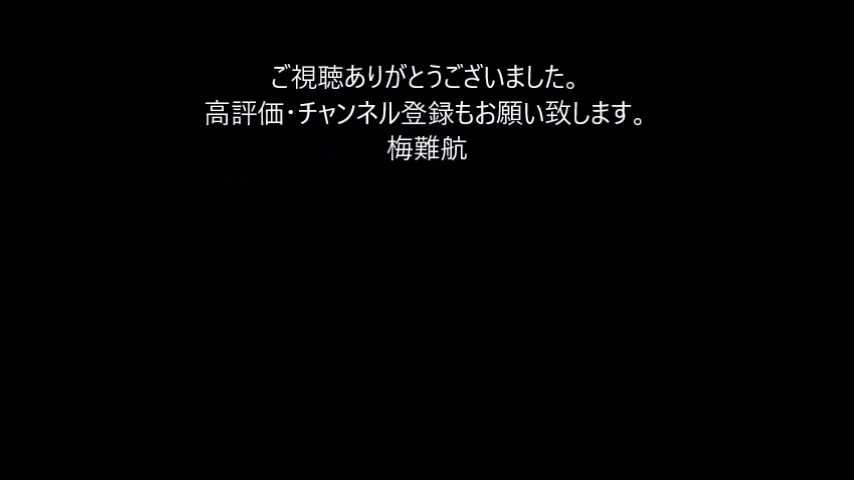 ご視聴ありがとうございました。
高評価・チャンネル登録もお願い致します。
梅難航